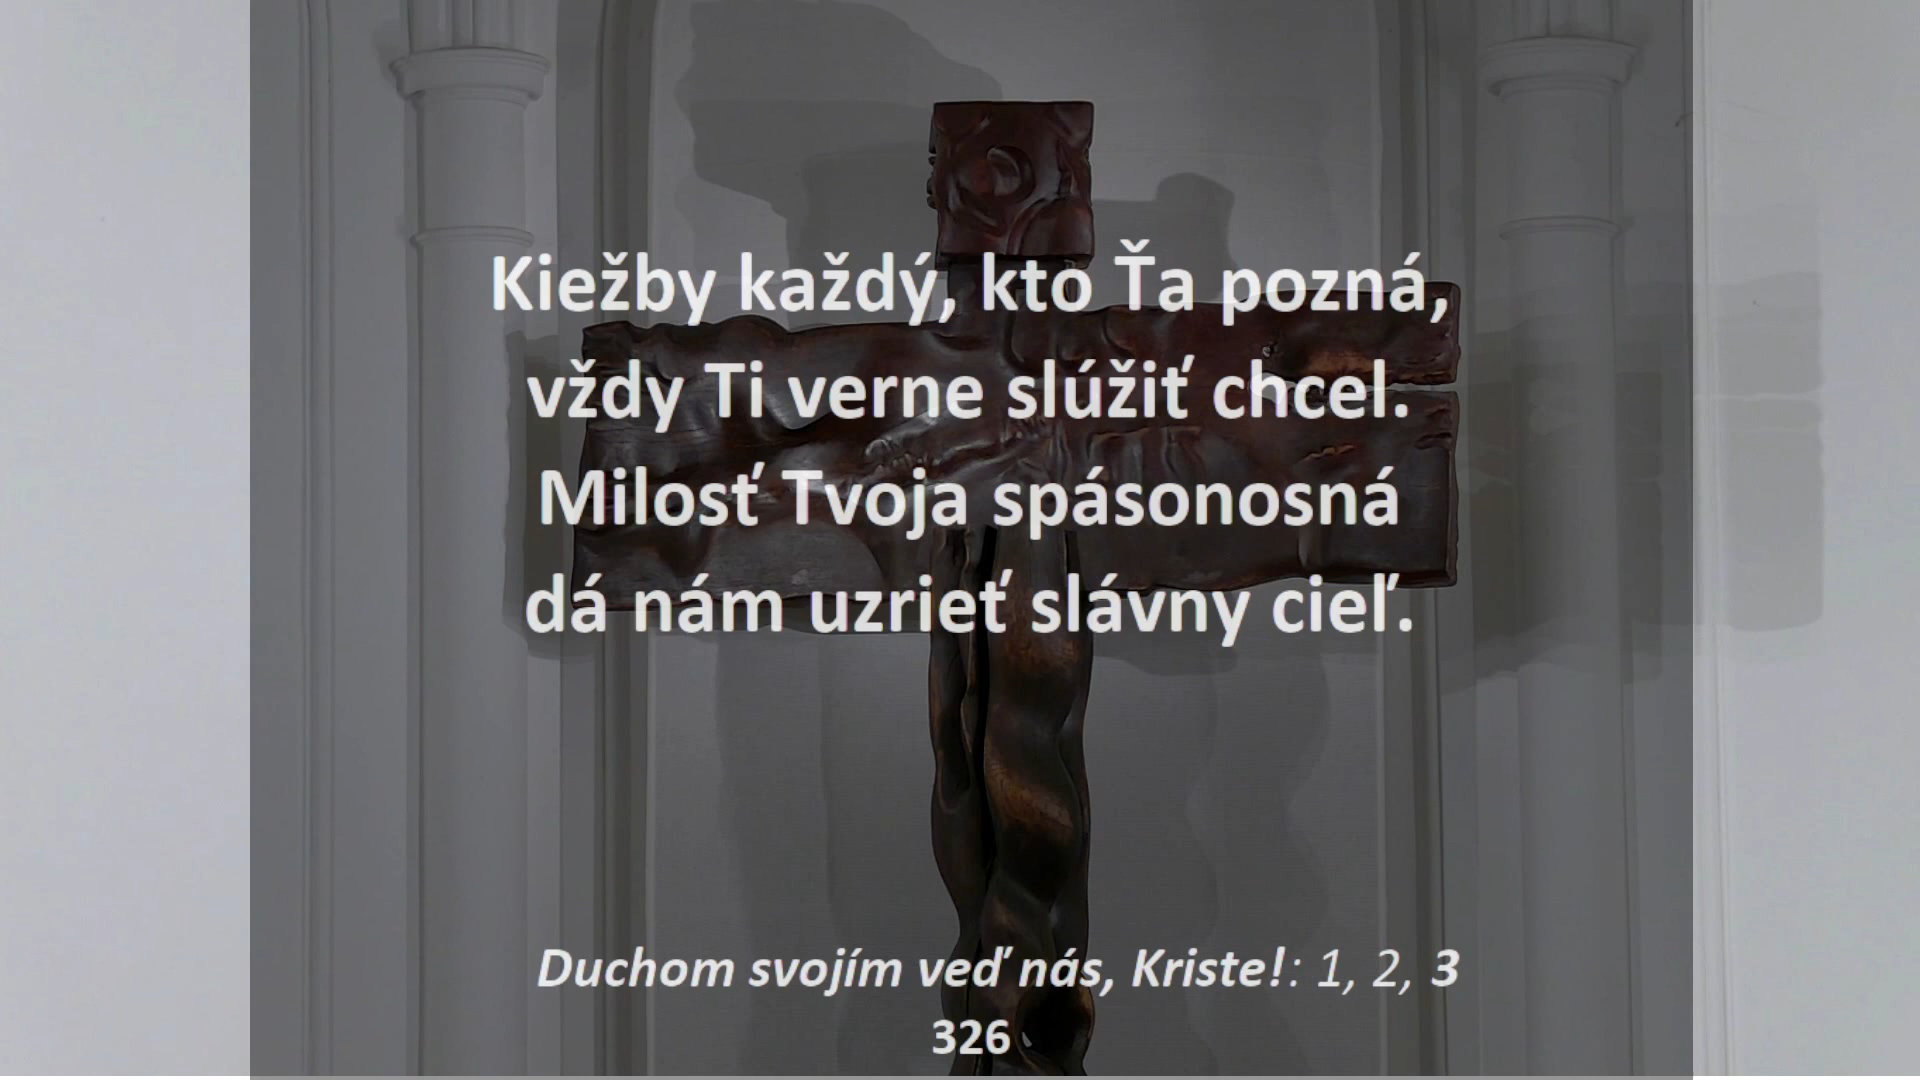 Kiežby každý, kto Ťa pozná,
vždy Ti verne slúžiť chcel.
Milosť Tvoja spásonosná
dá nám uzrieť slávny cieľ.
Duchom svojím veď nás, Kriste!: 1, 2, 3
326